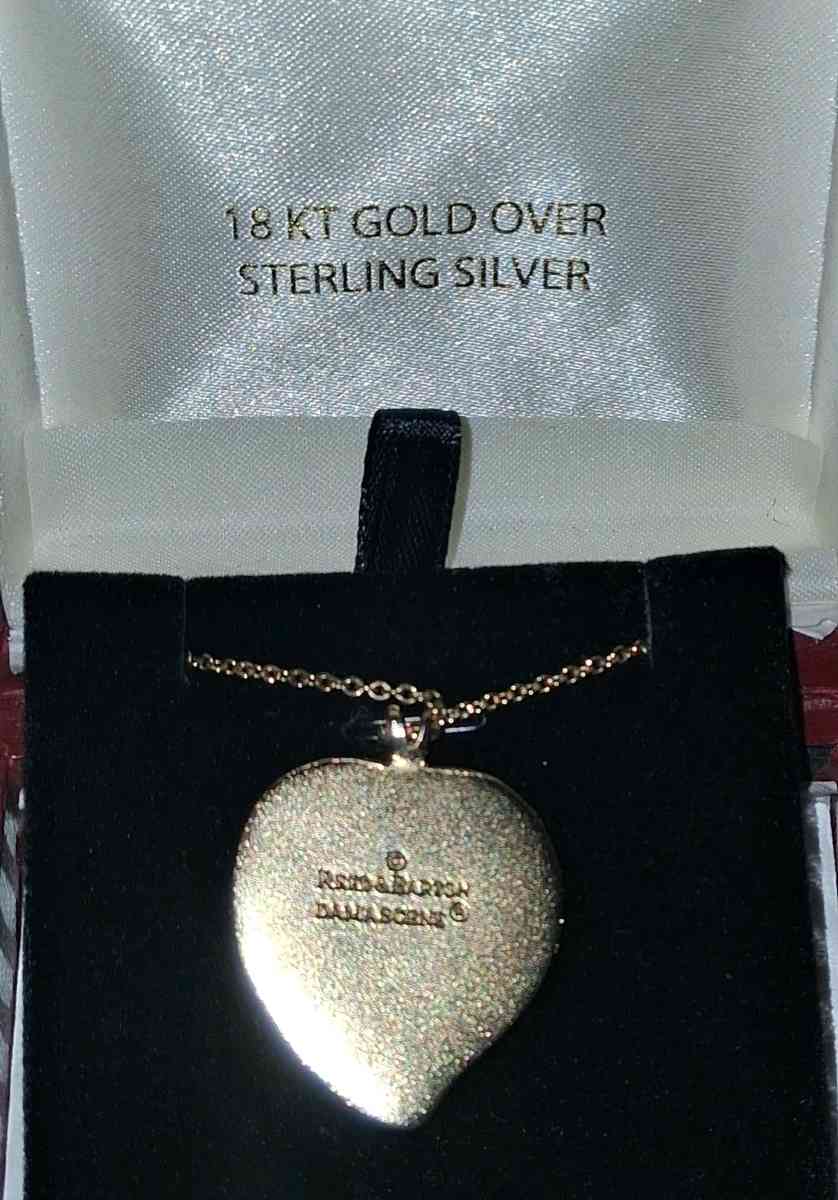 18 KT GOLD OVER
STERLING SILVER
©
REED & BARTON
DAMASCENE ®